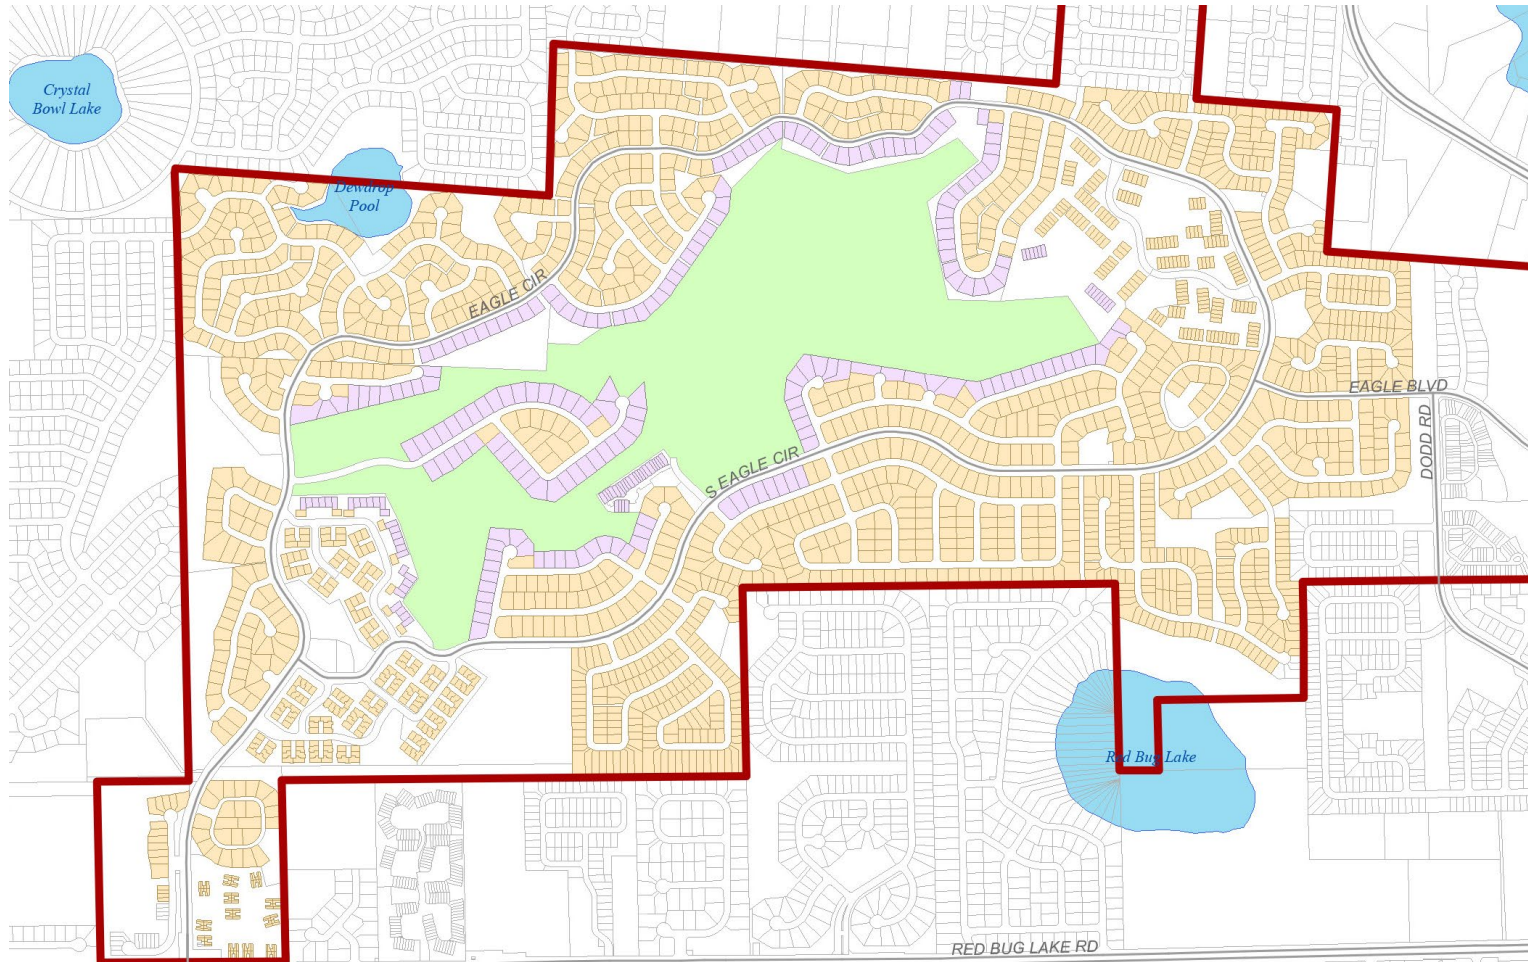 Crystal
Bowl Lake
Dewdrop
Pool
EAGLE CIR
EAGLE BLVD
DODD RD
S EAGLE CIR
Red Bug Lake
RED BUG LAKE RD